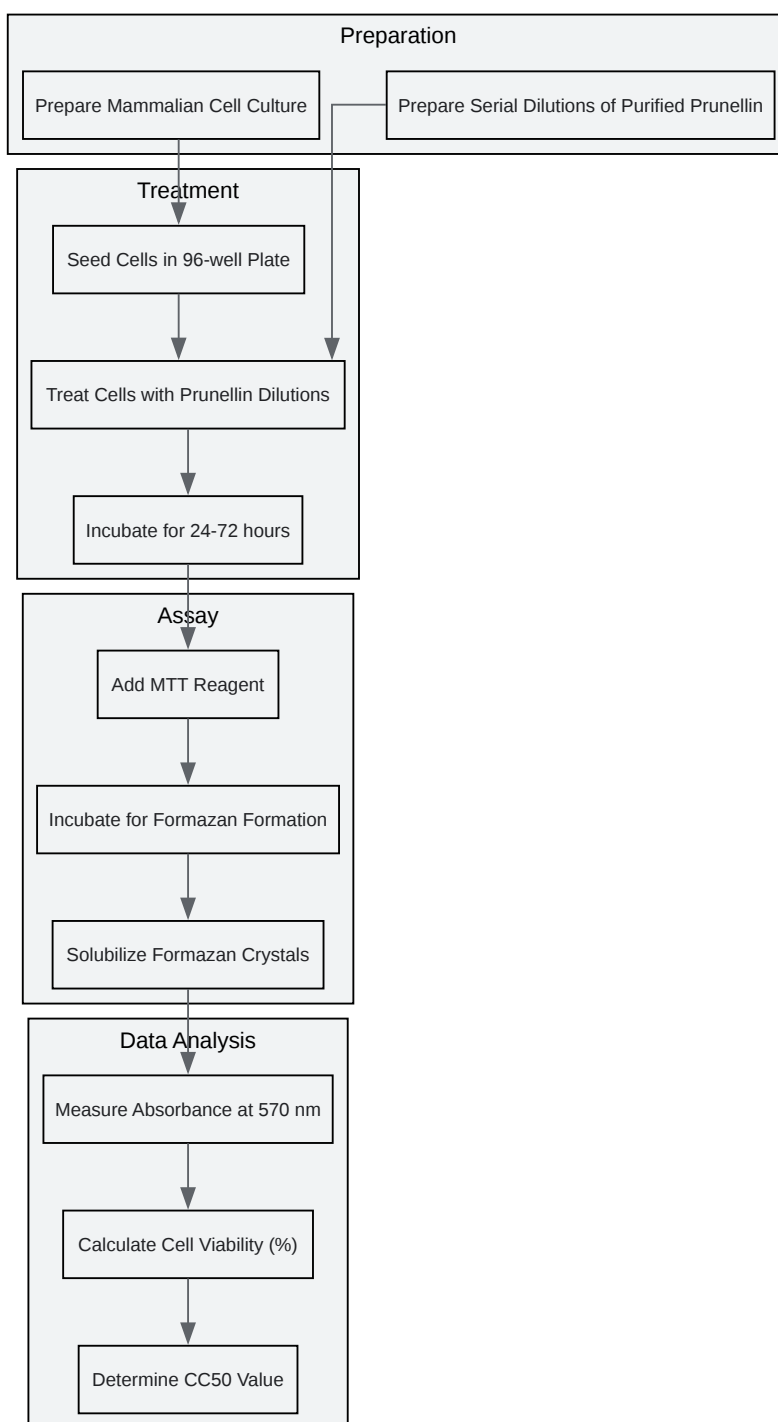 Preparation
Prepare Mammalian Cell Culture
Prepare Serial Dilutions of Purified Prunellin
Treatment
Seed Cells in 96-well Plate
Treat Cells with Prunellin Dilutions
Incubate for 24-72 hours
Assay
Add MTT Reagent
Incubate for Formazan Formation
Solubilize Formazan Crystals
Data Analysis
Measure Absorbance at 570 nm
Calculate Cell Viability (%)
Determine CC50 Value